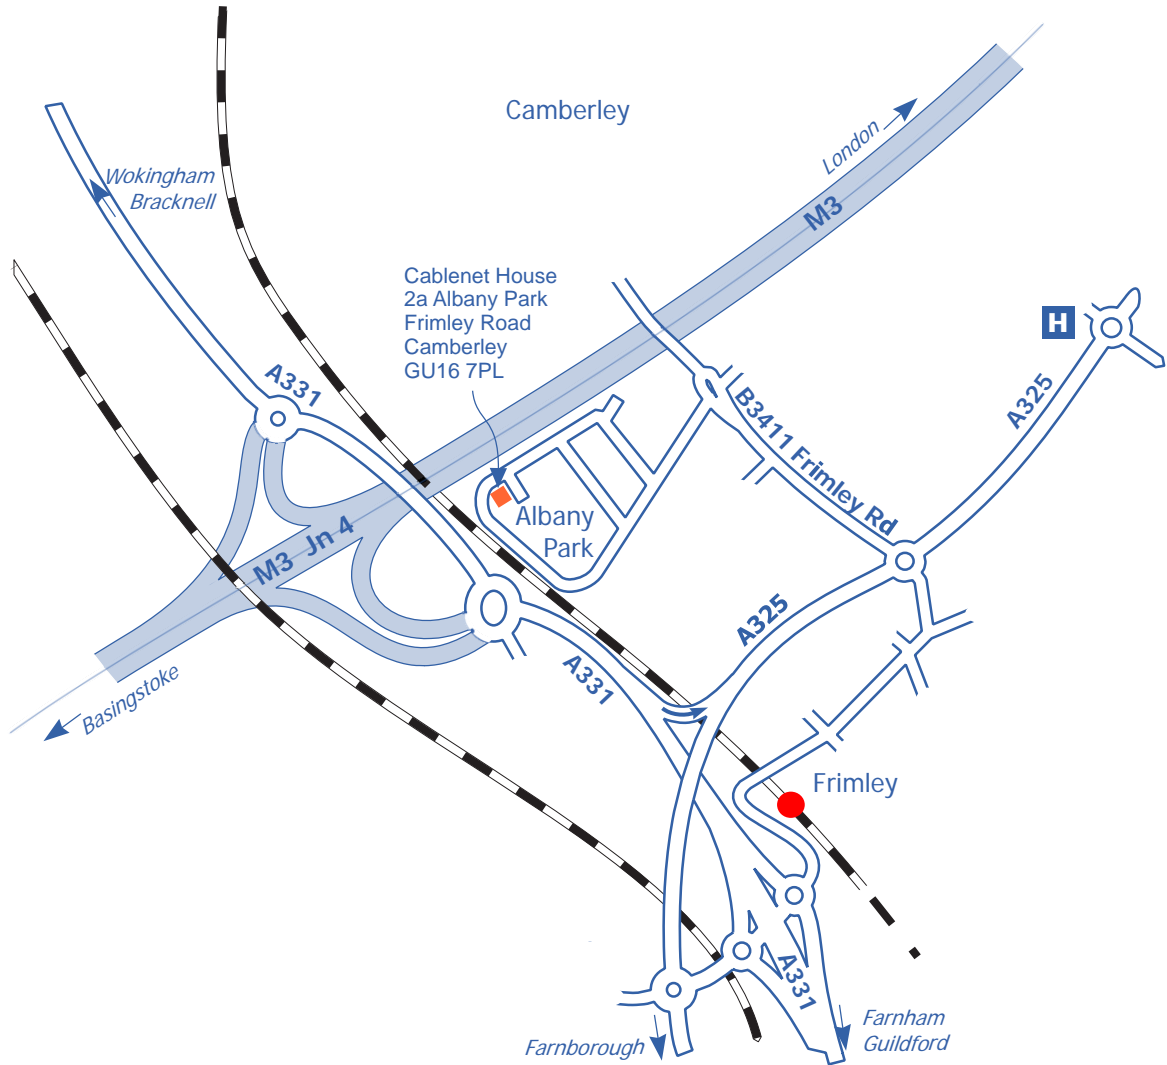 Camberley
London
M3
Wokingham
Bracknell
Cablenet House
2a Albany Park
Frimley Road
Camberley
GU16 7PL
H
A331
A325
B3411 Frimley Rd
Albany
Park
M3 Jn 4
A325
A331
Basingstoke
Frimley
A331
Farnham
Guildford
Farnborough